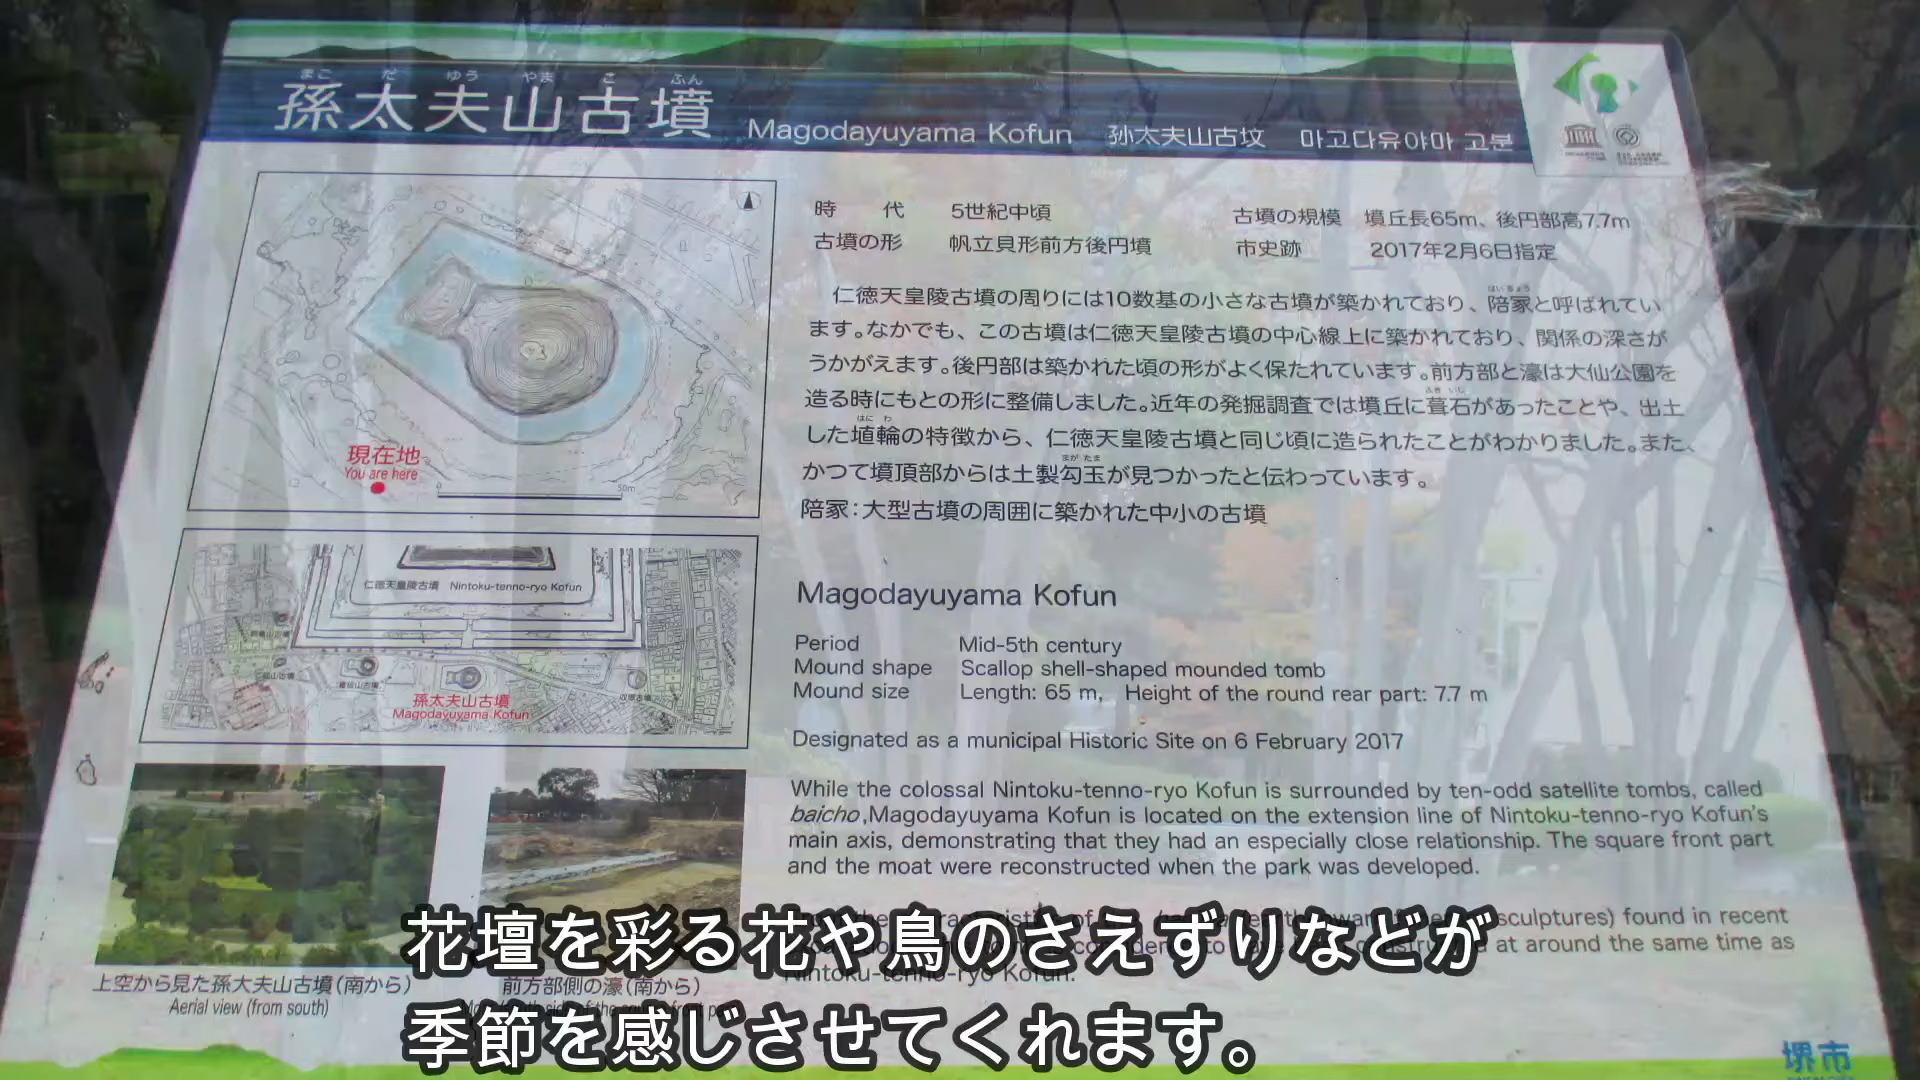 まご だ ゆう やま こ ふん
孫太夫山古墳 Magodayuyama Kofun 孙太夫山古坟 마고다유야마 고분
時 代 5世紀中頃 古墳の規模 墳丘長65m、後円部高7.7m
古墳の形 帆立貝形前方後円墳 市史跡 2017年2月6日指定
ばいちょう
仁徳天皇陵古墳の周りには10数基の小さな古墳が築かれており、陪冢と呼ばれてい
ます。なかでも、この古墳は仁徳天皇陵古墳の中心線上に築かれており、関係の深さが
うかがえます。後円部は築かれた頃の形がよく保たれています。前方部と濠は大仙公園を
ふき いし
造る時にもとの形に整備しました。近年の発掘調査では墳丘に葺石があったことや、出土
はに わ
した埴輪の特徴から、仁徳天皇陵古墳と同じ頃に造られたことがわかりました。また、
まが たま
かつて墳頂部からは土製勾玉が見つかったと伝わっています。
陪冢：大型古墳の周囲に築かれた中小の古墳
現在地
You are here
0 50m
仁徳天皇陵古墳 Nintoku-tenno-ryo Kofun
収塚古墳
孫太夫山古墳
Magodayuyama Kofun
Magodayuyama Kofun
Period Mid-5th century
Mound shape Scallop shell-shaped mounded tomb
Mound size Length: 65 m, Height of the round rear part: 7.7 m
Designated as a municipal Historic Site on 6 February 2017
While the colossal Nintoku-tenno-ryo Kofun is surrounded by ten-odd satellite tombs, called
baicho,Magodayuyama Kofun is located on the extension line of Nintoku-tenno-ryo Kofun's
main axis, demonstrating that they had an especially close relationship. The square front part
and the moat were reconstructed when the park was developed.
sculptures) found in recent
at around the same time as
Nintoku-tenno-ryo Kofun.
上空から見た孫太夫山古墳（南から）
Aerial view (from south)
前方部側の濠（南から）
花壇を彩る花や鳥のさえずりなどが
季節を感じさせてくれます。
堺市